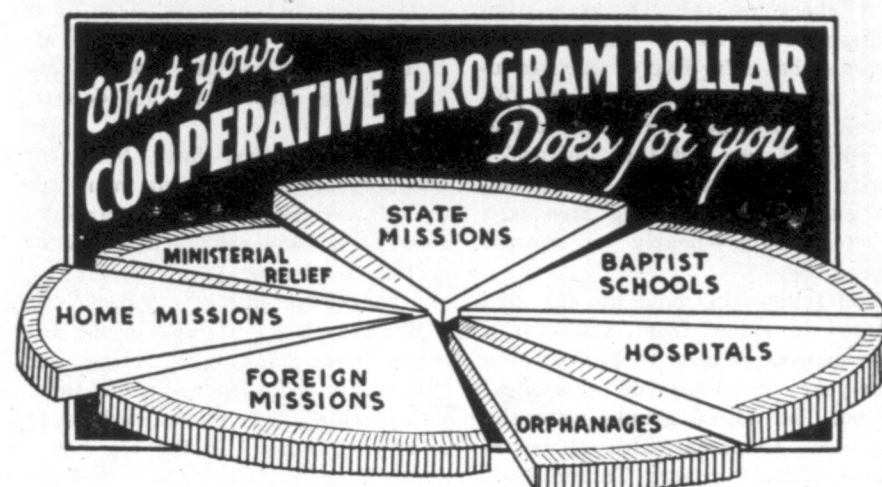 What your
COOPERATIVE PROGRAM DOLLAR
Does for you
STATE
MISSIONS
MINISTERIAL
RELIEF
BAPTIST
SCHOOLS
HOME MISSIONS
HOSPITALS
FOREIGN
MISSIONS
ORPHANAGES